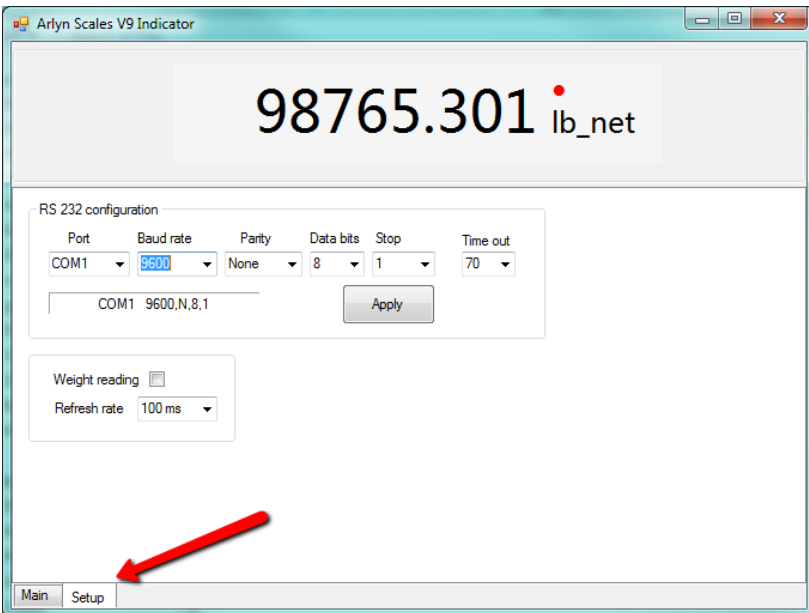 Arlyn Scales V9 Indicator
98765.301 lb_net
RS 232 configuration
Port Baud rate Parity Data bits Stop Time out
COM1 9600 None 8 1 70
COM1 9600,N,8,1 Apply
Weight reading
Refresh rate 100 ms
Main Setup